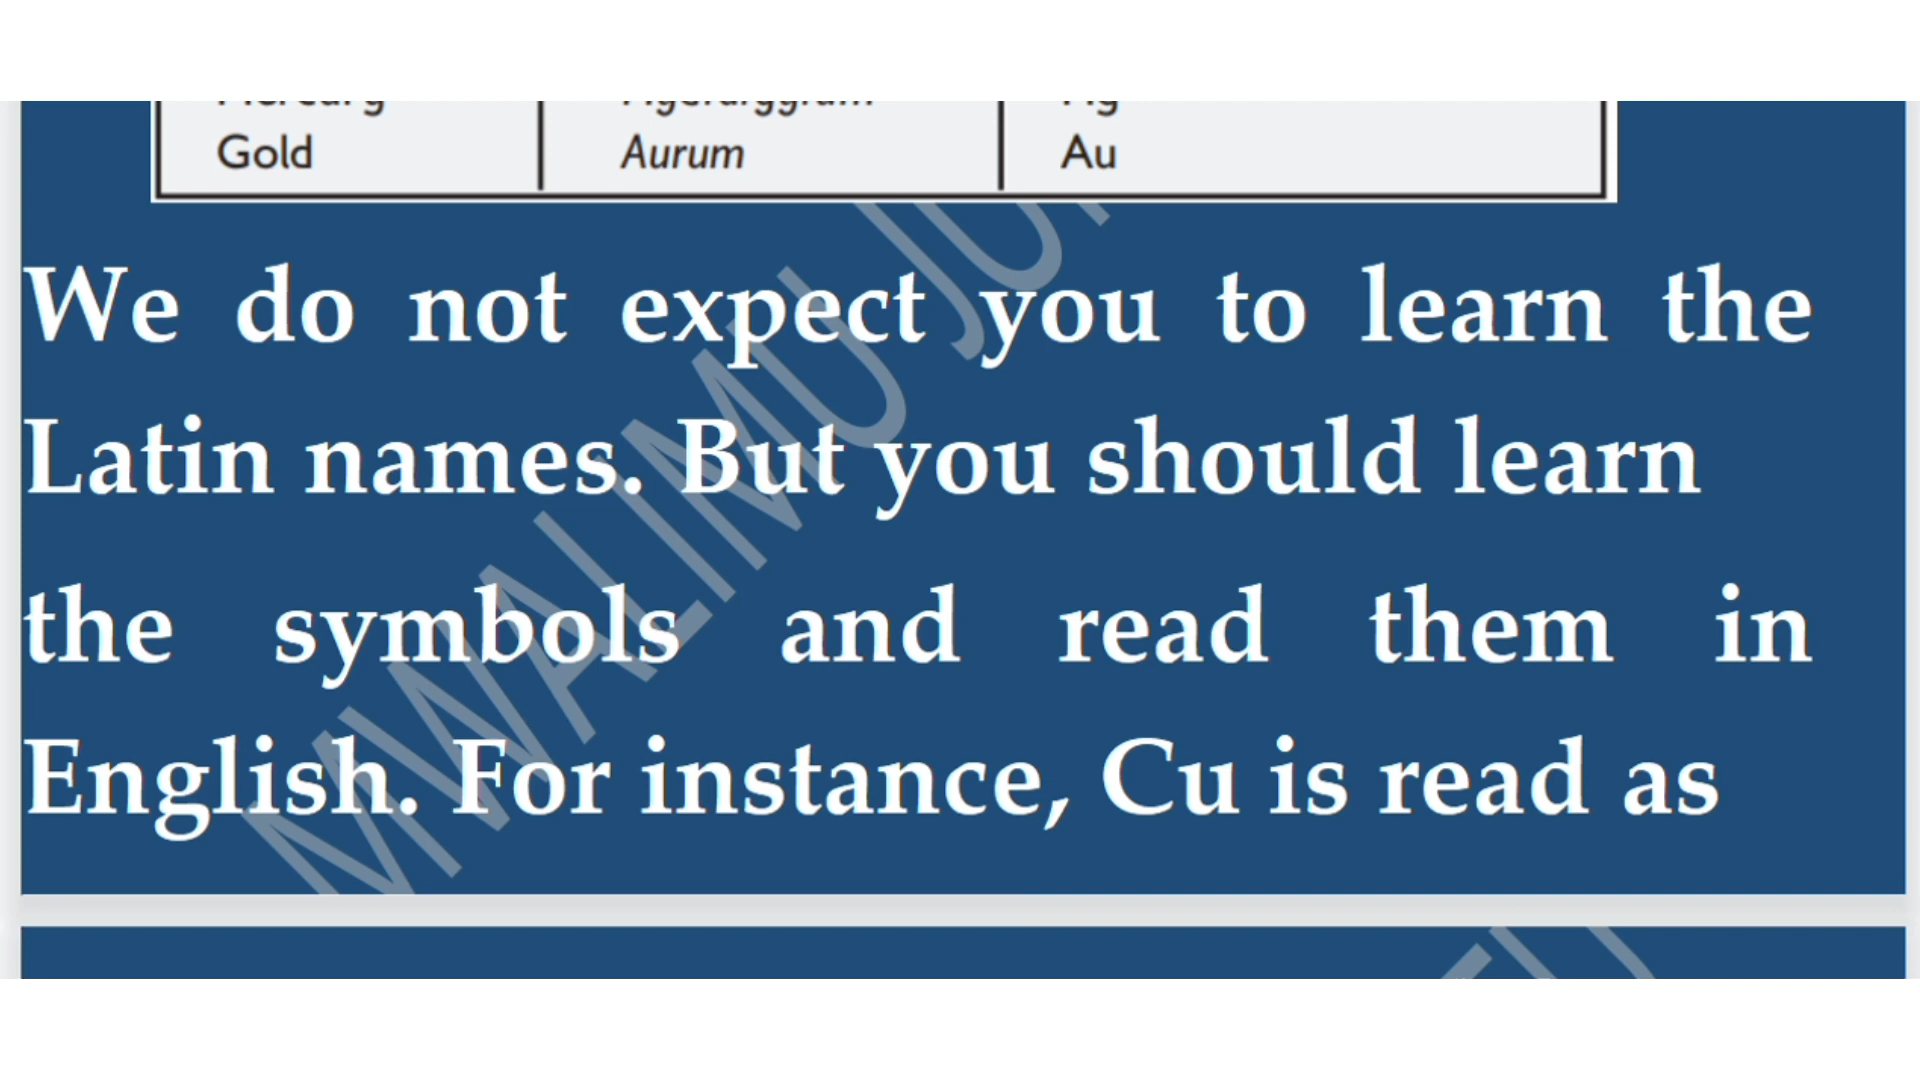 Gold Aurum Au
We do not expect you to learn the
Latin names. But you should learn
the symbols and read them in
English. For instance, Cu is read as
MWALIMU